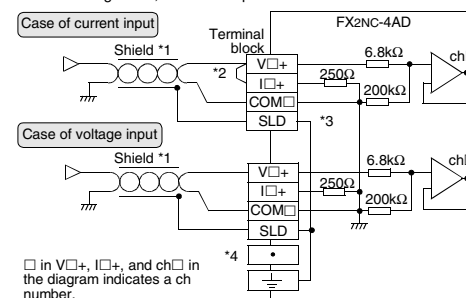 Case of current input
FX2NC-4AD
Terminal
block
Shield *1
*2
V□+
I□+
COM□
SLD
250Ω
6.8kΩ
200kΩ
ch
*3
Case of voltage input
Shield *1
V□+
I□+
COM□
SLD
250Ω
6.8kΩ
200kΩ
ch
*4
□ in V□+, I□+, and ch□ in
the diagram indicates a ch
number.